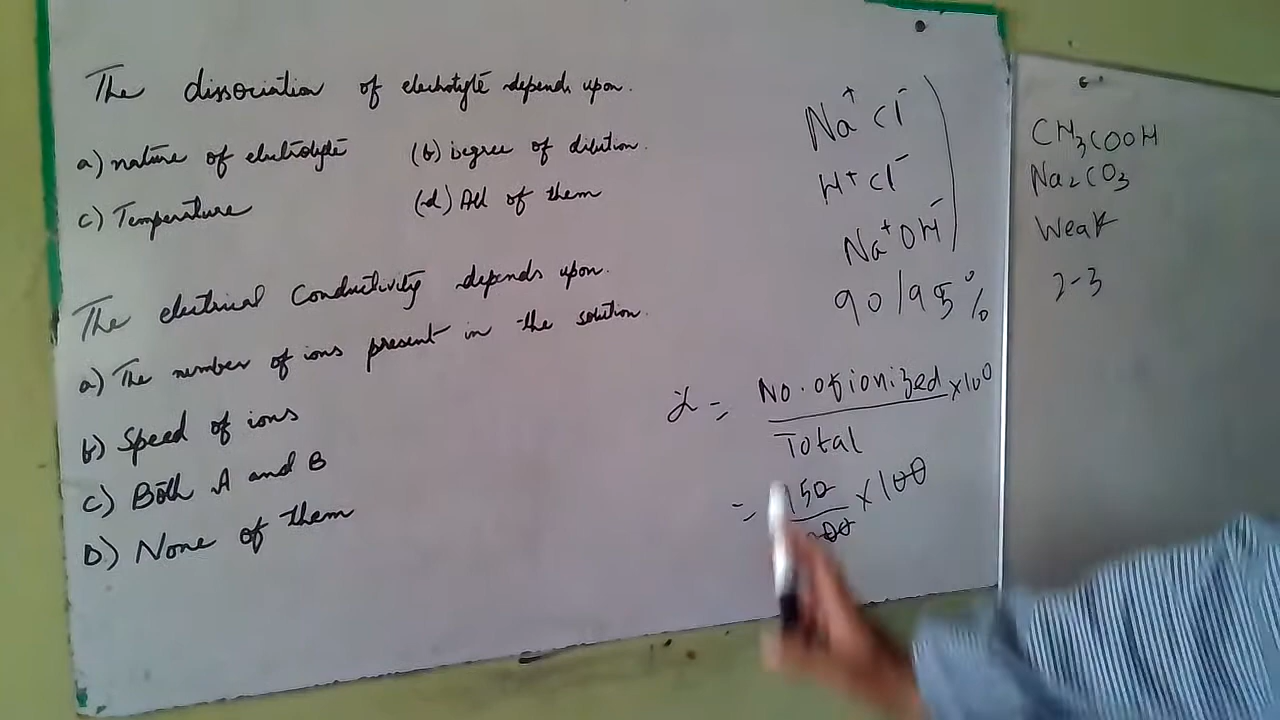 The dissociation of electrolyte depends upon.
a) nature of electrolyte (b) Degree of dilution.
c) Temperature (d) All of them
The electrical Conductivity depends upon.
a) The number of ions present in the solution.
b) Speed of ions
c) Both A and B
D) None of them
Na⁺ Cl⁻
H⁺ Cl⁻
Na⁺ OH⁻
90/95%
α = No. of ionized × 100
Total
= 150 × 100
CH₃COOH
Na₂CO₃
Weak
2-3